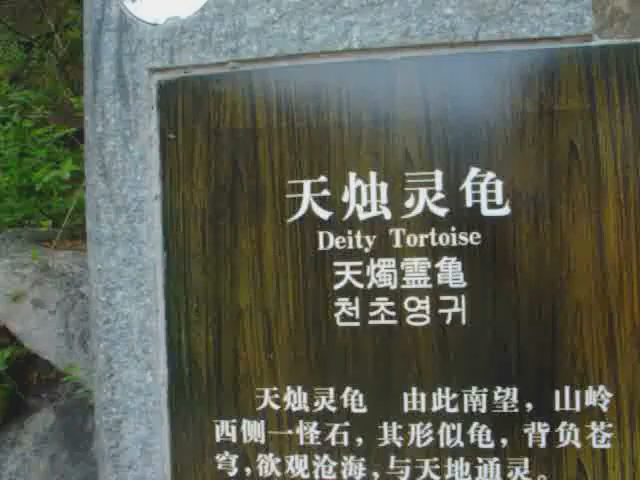 天烛灵龟
Deity Tortoise
天燭霊亀
천초영귀
天烛灵龟　由此南望，山岭
西侧一怪石，其形似龟，背负苍
穹，欲观沧海，与天地通灵。